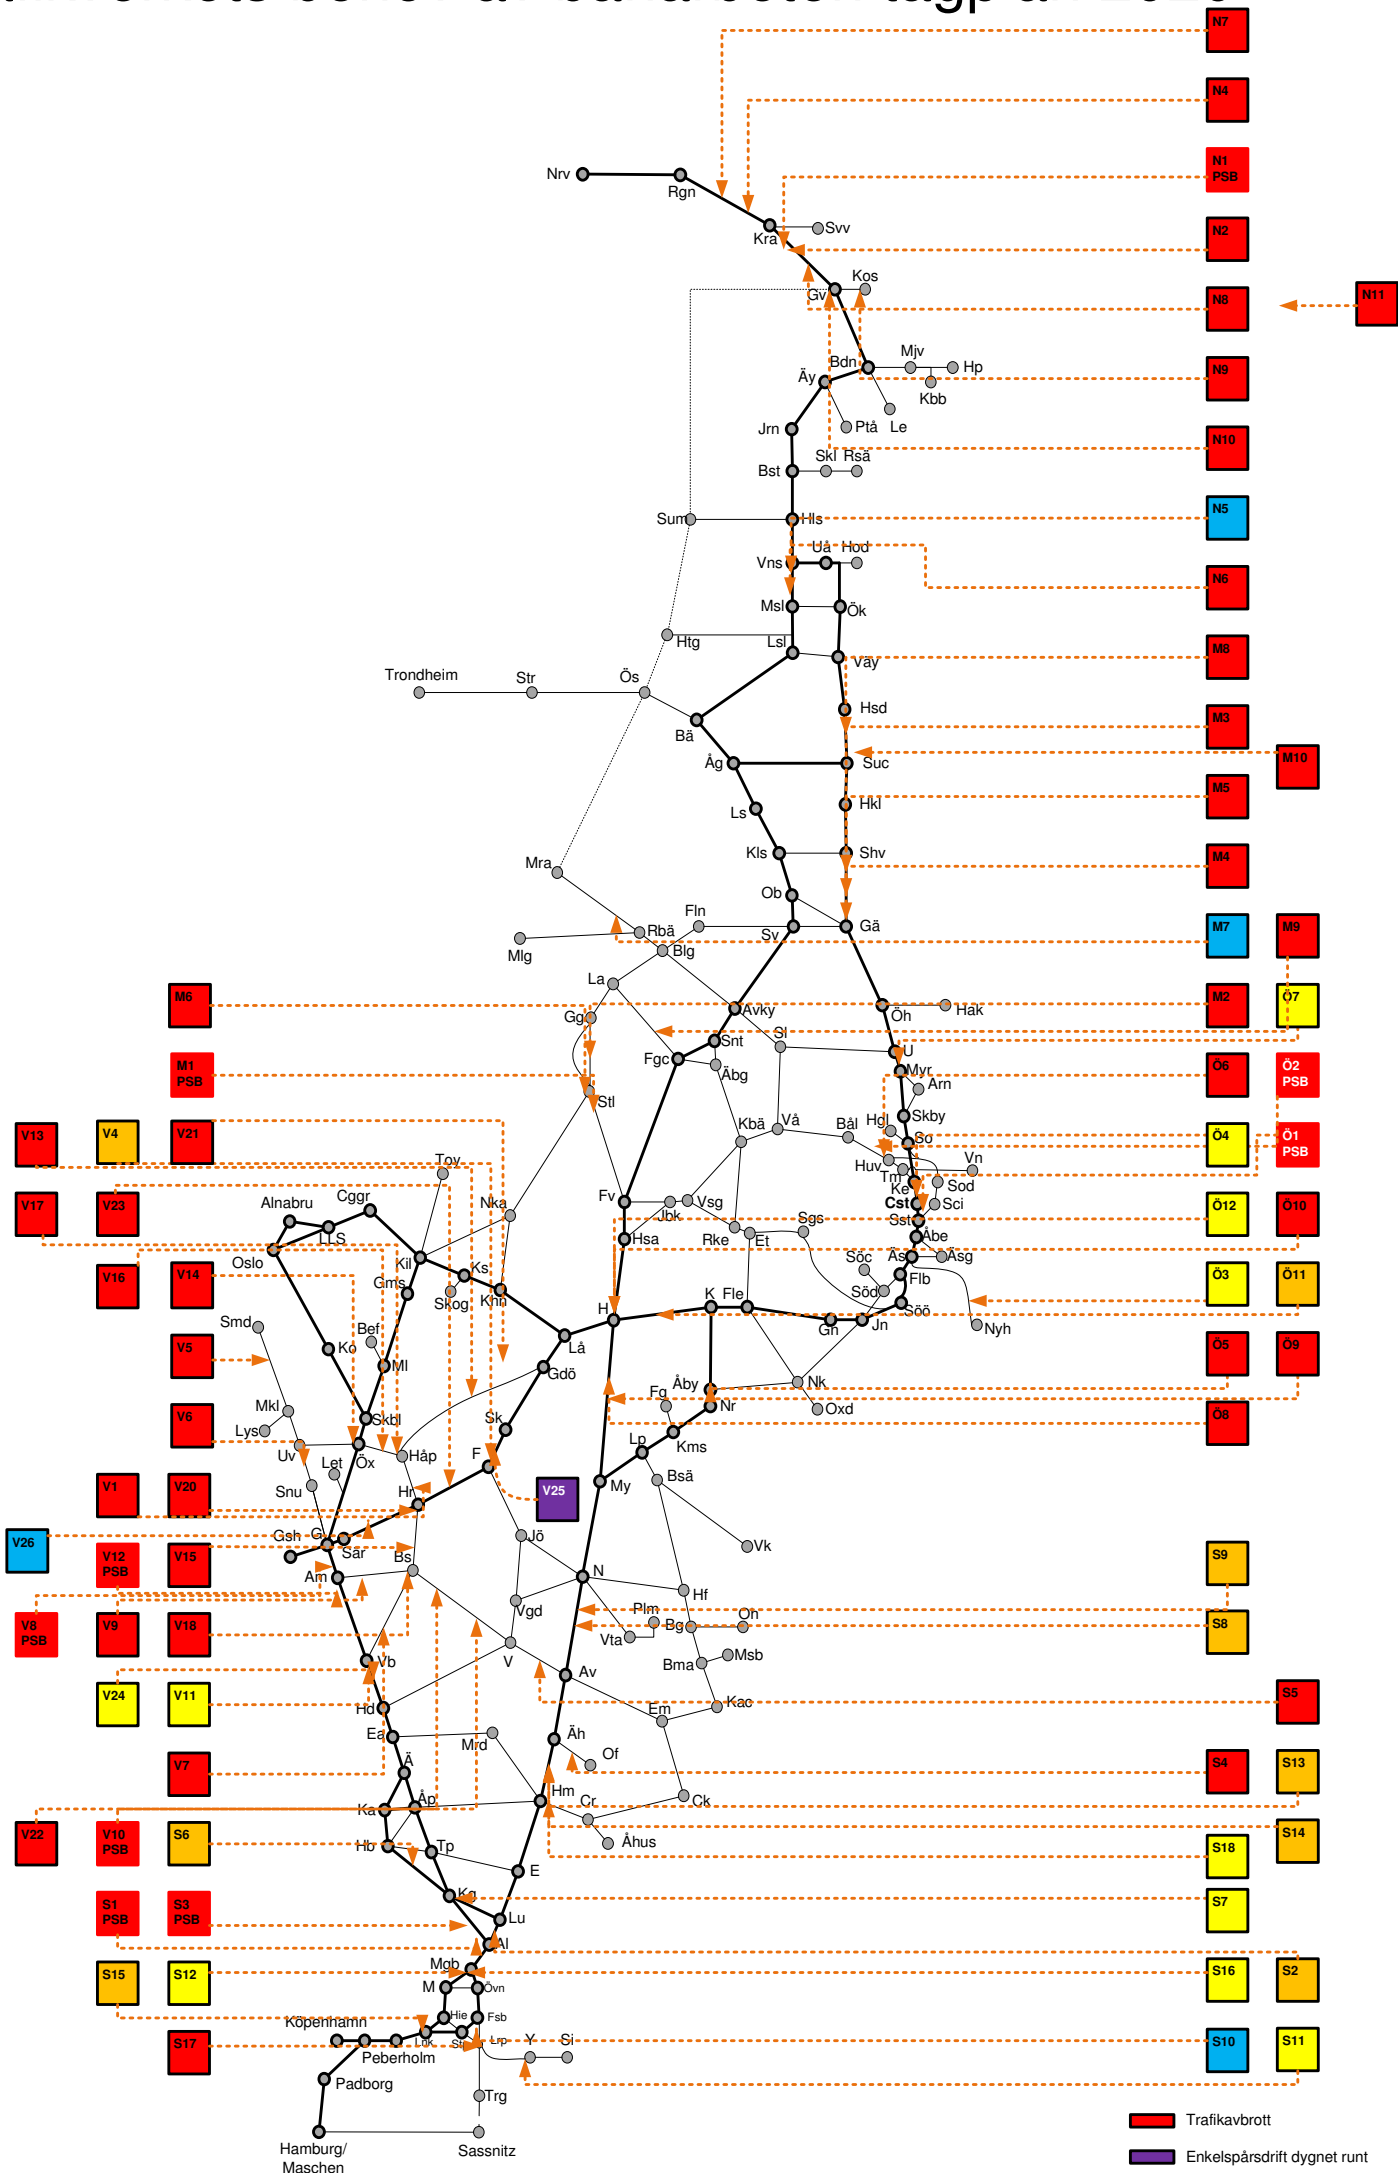 N7
N4
N1
PSB
Nrv
Rgn
Svv
Kra
N2
Kos
Gv
N8
N11
Mjv
Bdn
Hp
Äy
N9
Kbb
Ptå
Le
Jrn
N10
Skl
Rsä
Bst
Sum
Hls
N5
Uå
Hod
Vns
N6
Msl
Ök
Htg
Lsl
M8
Väy
Trondheim
Str
Ös
Hsd
M3
Bä
Åg
Suc
M10
M5
Ls
Hkl
Kls
Shv
M4
Mra
Ob
Fln
Rbä
Sv
Gä
M7
M9
Mlg
Blg
La
M6
M2
Ö7
Avky
Öh
Hak
Gg
Snt
Sl
U
Fgc
M1
PSB
Äbg
Myr
Ö6
Ö2
PSB
Arn
Stl
V13
V4
V21
Kbä
Vå
Bål
Hgl
Skby
So
Ö4
Ö1
PSB
Tov
Huv
Tm
Vn
Ke
Sod
V17
V23
Alnabru
Cggr
Nka
Fv
Jbk
Vsg
Cst
Sci
Ö12
Ö10
LLS
Rke
Et
Sgs
Sst
Åbe
Oslo
Kil
Hsa
Äs
Äsg
V16
V14
Gms
Ks
Skog
Khn
Söc
Flb
Söd
Söö
Ö3
Ö11
Smd
Bef
H
K
Fle
Gn
Jn
Nyh
V5
Ko
Ml
Lå
Gdö
Ö5
Ö9
Åby
Nk
V6
Mkl
Lys
Skbl
Sk
Fg
Nr
Oxd
Ö8
Uv
Öx
Håp
F
Lp
Kms
Let
Snu
My
Bsä
V1
V20
Hr
V25
Gsh
G
Sär
Jö
Vk
V26
V12
PSB
V15
Am
Bs
N
S9
Hf
V8
PSB
V9
V18
Vgd
Plm
Bg
On
S8
Vta
Vb
V
Bma
Msb
V24
V11
Av
Hd
Em
Kac
S5
Ea
Mrd
Äh
V7
Ä
Of
S4
S13
Ka
Åp
Hm
Cr
Ck
V22
V10
PSB
S6
Hb
Tp
Åhus
S14
S18
E
Kg
S7
S1
PSB
S3
PSB
Lu
Al
S15
S12
Mgb
M
Övn
S16
S2
Köpenhamn
Hie
Fsb
Lnk
Lrp
Y
Si
S17
Peberholm
S10
S11
Padborg
Trg
Trafikavbrott
Hamburg/
Maschen
Sassnitz
Enkelspårsdrift dygnet runt